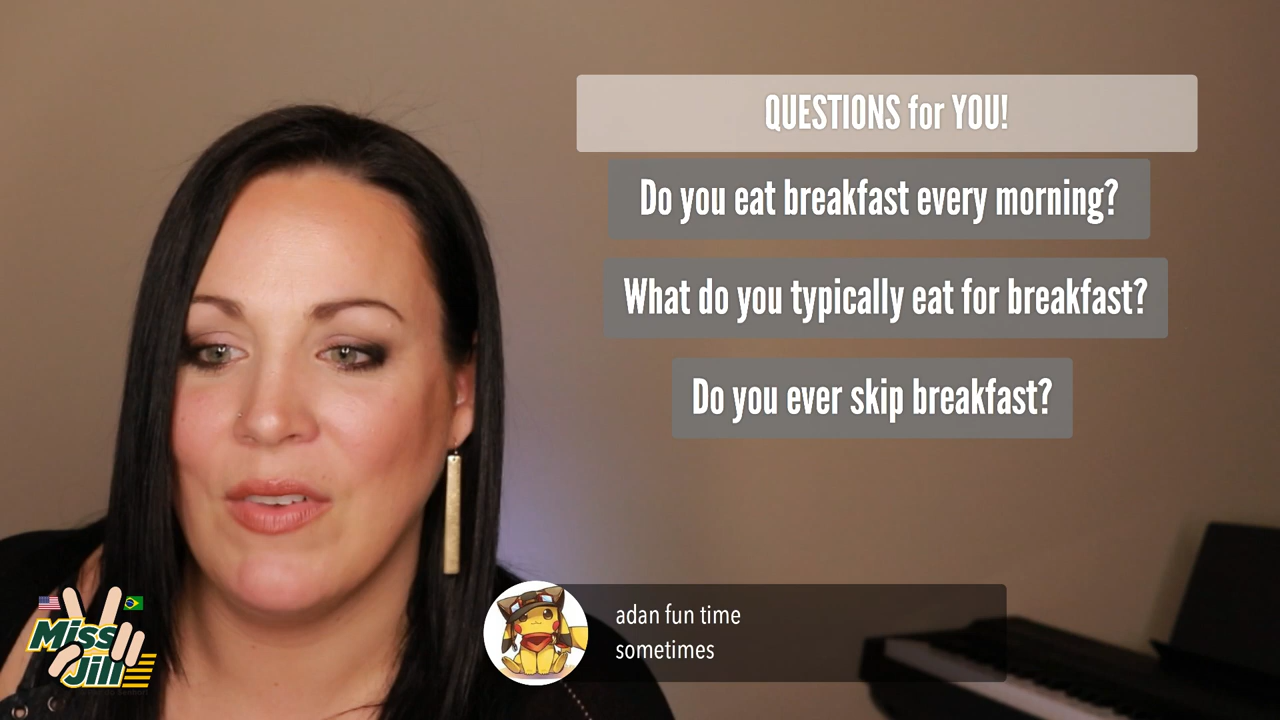 QUESTIONS for YOU!
Do you eat breakfast every morning?
What do you typically eat for breakfast?
Do you ever skip breakfast?
adan fun time
sometimes
Miss
Jill